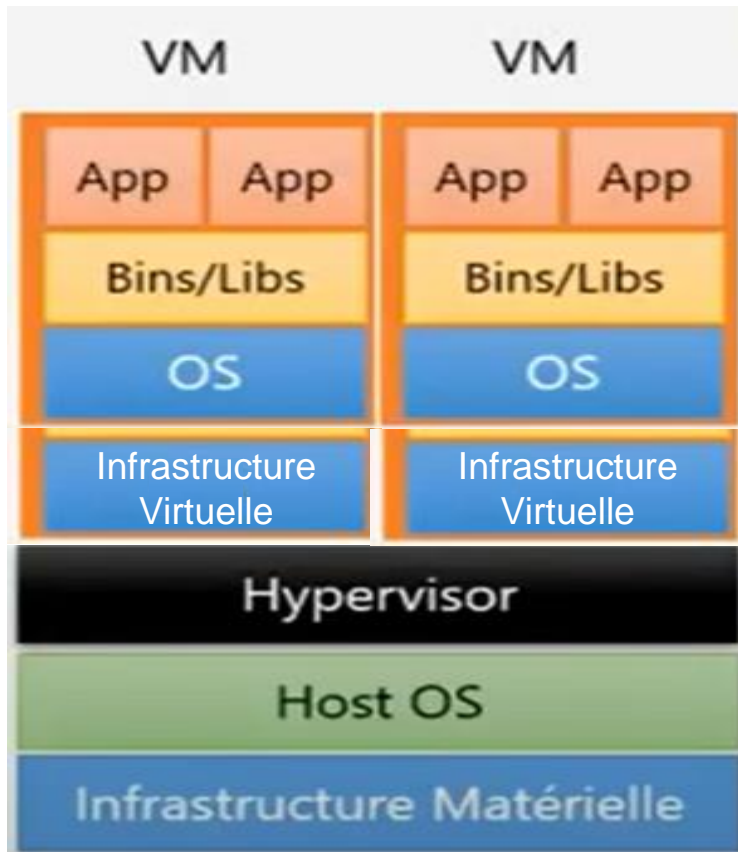 VM VM
App App App App
Bins/Libs Bins/Libs
OS OS
Infrastructure Infrastructure
Virtuelle Virtuelle
Hypervisor
Host OS
Infrastructure Matérielle